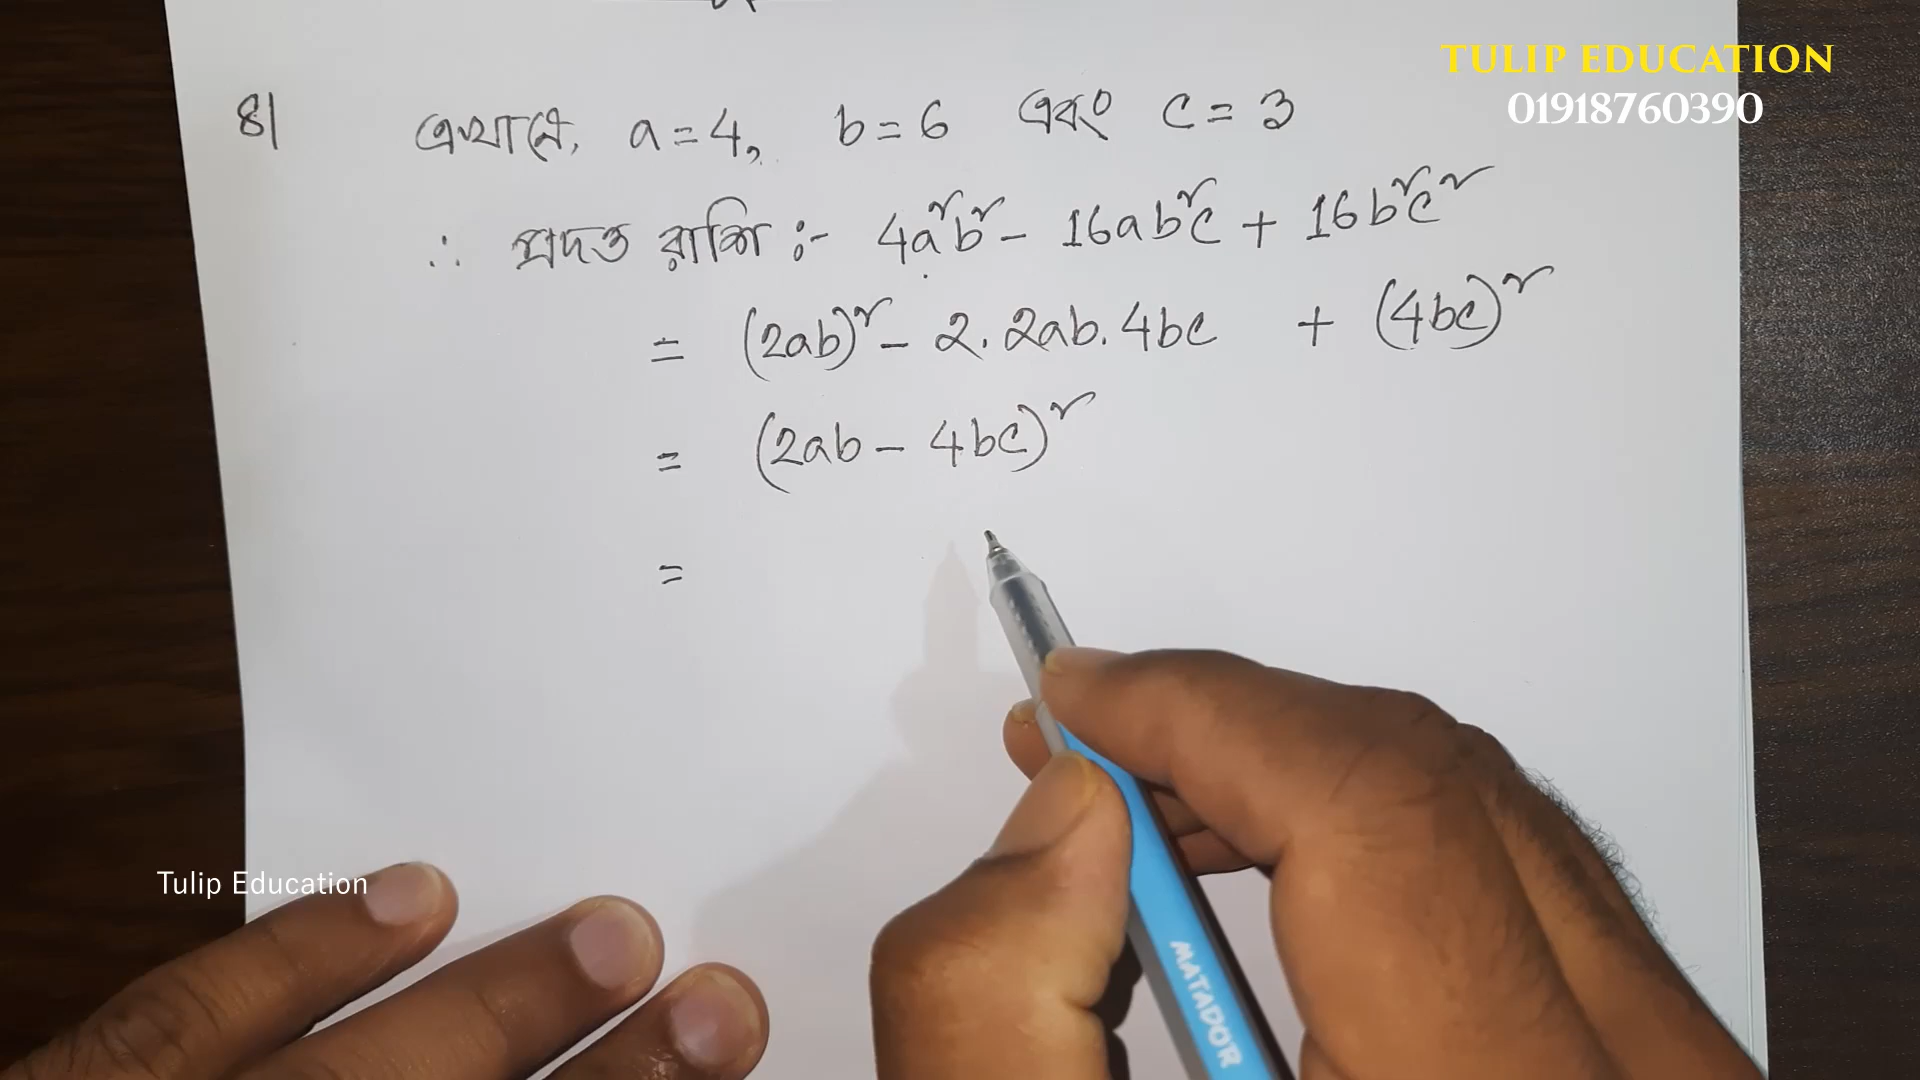 TULIP EDUCATION
01918760390
৪। এখানে, a = 4, b = 6 এবং c = 3
∴ প্রদত্ত রাশি :- 4a²b² - 16ab²c + 16b²c²
= (2ab)² - 2. 2ab. 4bc + (4bc)²
= (2ab - 4bc)²
=
Tulip Education
MATADOR